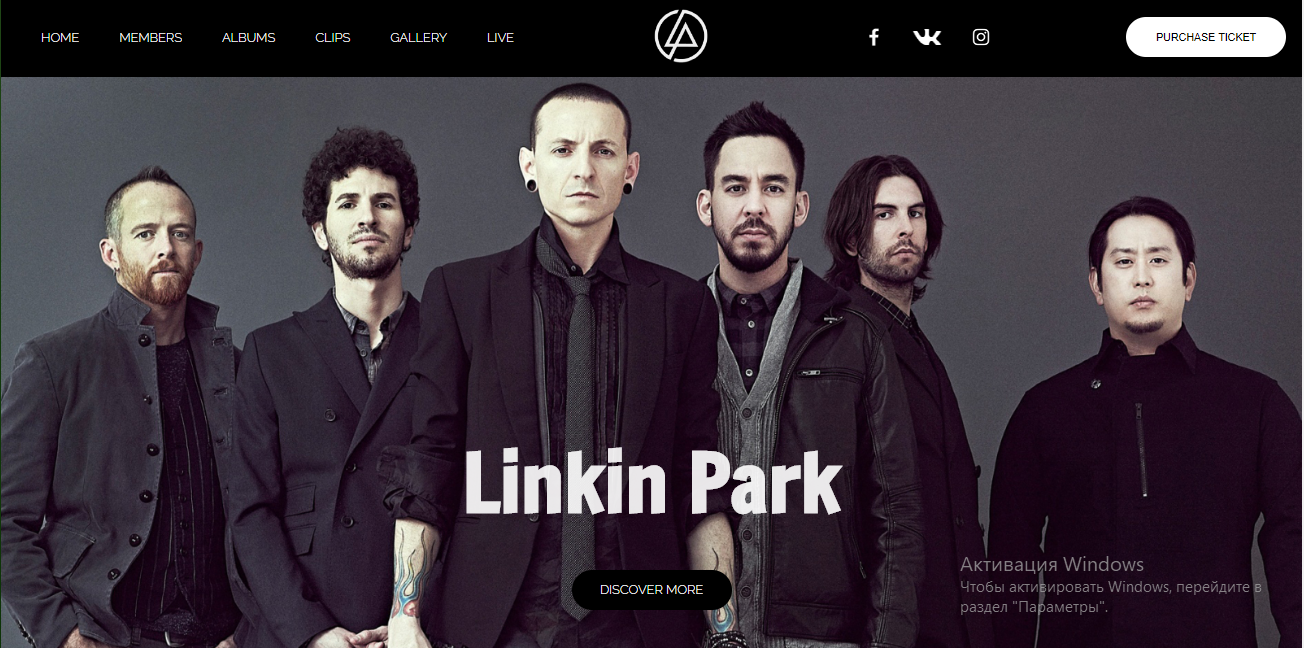 HOME MEMBERS ALBUMS CLIPS GALLERY LIVE PURCHASE TICKET
Linkin Park
DISCOVER MORE
Активация Windows
Чтобы активировать Windows, перейдите в
раздел "Параметры".